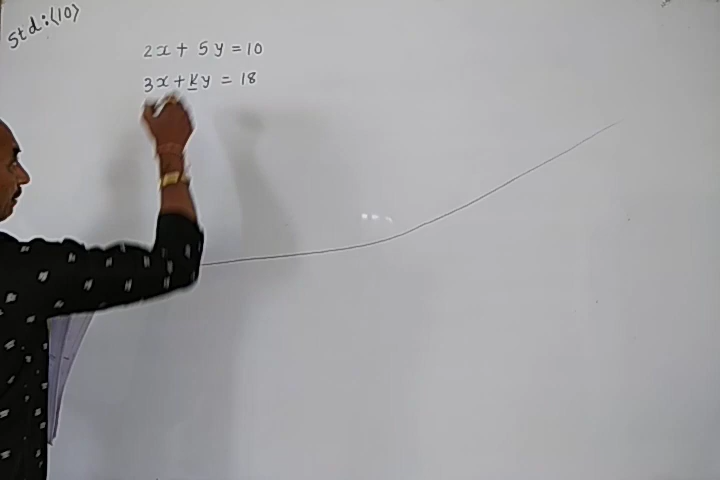 Std:(10)
2x + 5y = 10
3x + ky = 18